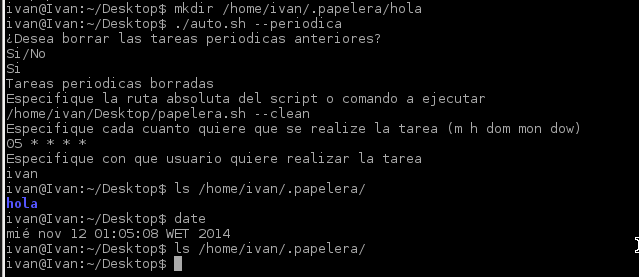 ivan@Ivan:~/Desktop$ mkdir /home/ivan/.papelera/hola
ivan@Ivan:~/Desktop$ ./auto.sh --periodica
¿Desea borrar las tareas periodicas anteriores?
Si/No
Si
Tareas periodicas borradas
Especifique la ruta absoluta del script o comando a ejecutar
/home/ivan/Desktop/papelera.sh --clean
Especifique cada cuanto quiere que se realize la tarea (m h dom mon dow)
05 * * * *
Especifique con que usuario quiere realizar la tarea
ivan
ivan@Ivan:~/Desktop$ ls /home/ivan/.papelera/
hola
ivan@Ivan:~/Desktop$ date
mié nov 12 01:05:08 WET 2014
ivan@Ivan:~/Desktop$ ls /home/ivan/.papelera/
ivan@Ivan:~/Desktop$